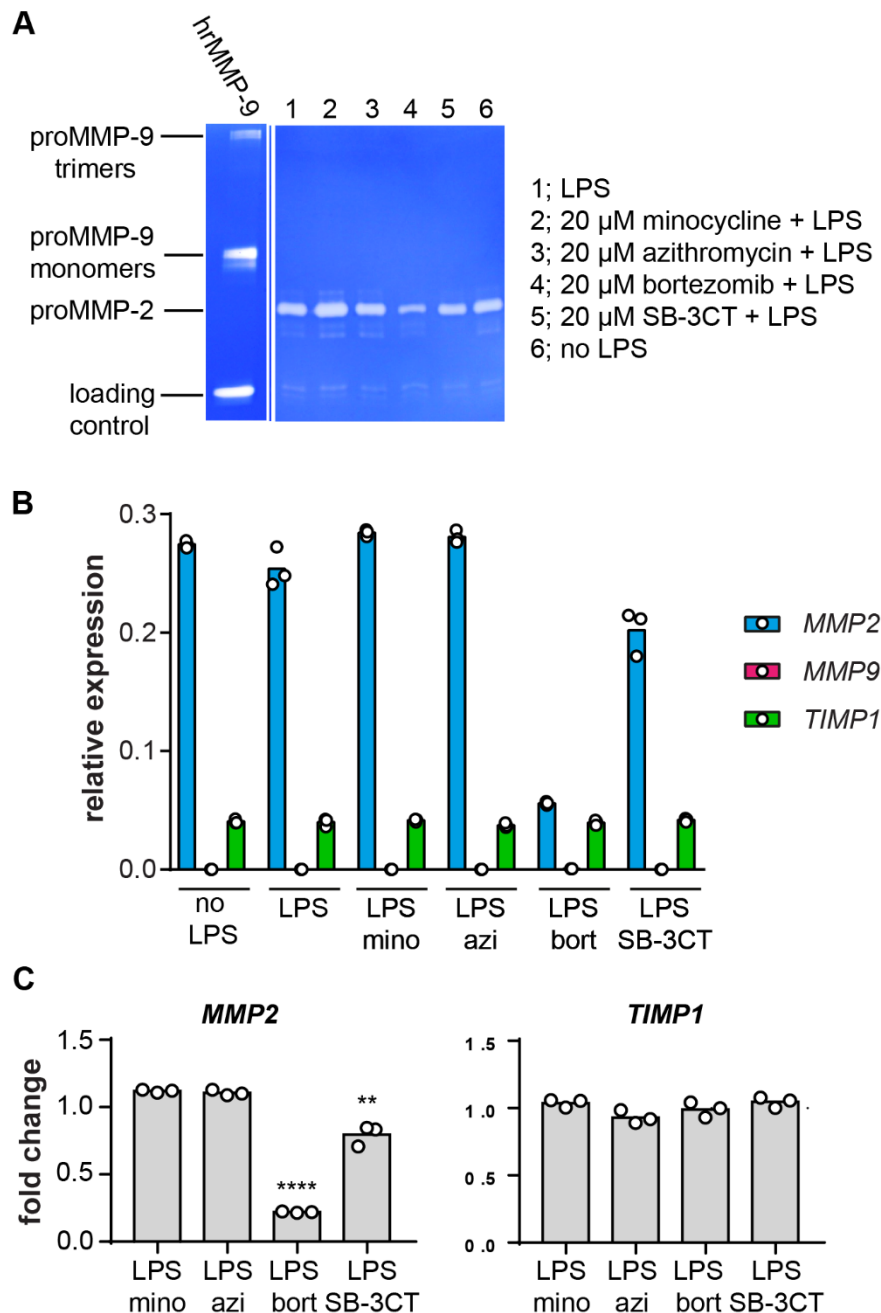 A
hrMMP-9
1 2 3 4 5 6
proMMP-9
trimers
proMMP-9
monomers
proMMP-2
loading
control
1; LPS
2; 20 µM minocycline + LPS
3; 20 µM azithromycin + LPS
4; 20 µM bortezomib + LPS
5; 20 µM SB-3CT + LPS
6; no LPS
B
relative expression
0.3
0.2
0.1
0.0
no
LPS
LPS
LPS
mino
LPS
azi
LPS
bort
LPS
SB-3CT
MMP2
MMP9
TIMP1
C
MMP2
fold change
1.5
1.0
0.5
0.0
**
****
LPS
mino
LPS
azi
LPS
bort
LPS
SB-3CT
TIMP1
1.5
1.0
0.5
0.0
LPS
mino
LPS
azi
LPS
bort
LPS
SB-3CT